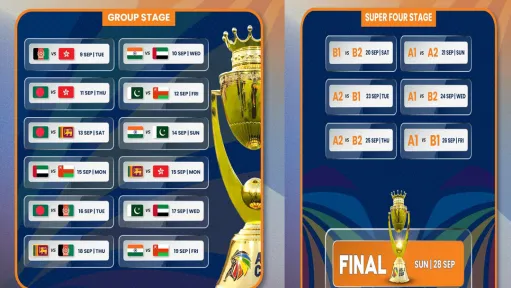 GROUP STAGE
VS 9 SEP | TUE
VS 10 SEP | WED
VS 11 SEP | THU
VS 12 SEP | FRI
VS 13 SEP | SAT
VS 14 SEP | SUN
VS 15 SEP | MON
VS 15 SEP | MON
VS 16 SEP | TUE
VS 17 SEP | WED
VS 18 SEP | THU
VS 19 SEP | FRI
SUPER FOUR STAGE
B1 VS B2 20 SEP | SAT
A1 VS A2 21 SEP | SUN
A2 VS B1 23 SEP | TUE
A1 VS B2 24 SEP | WED
A2 VS B2 25 SEP | THU
A1 VS B1 26 SEP | FRI
FINAL SUN | 28 SEP